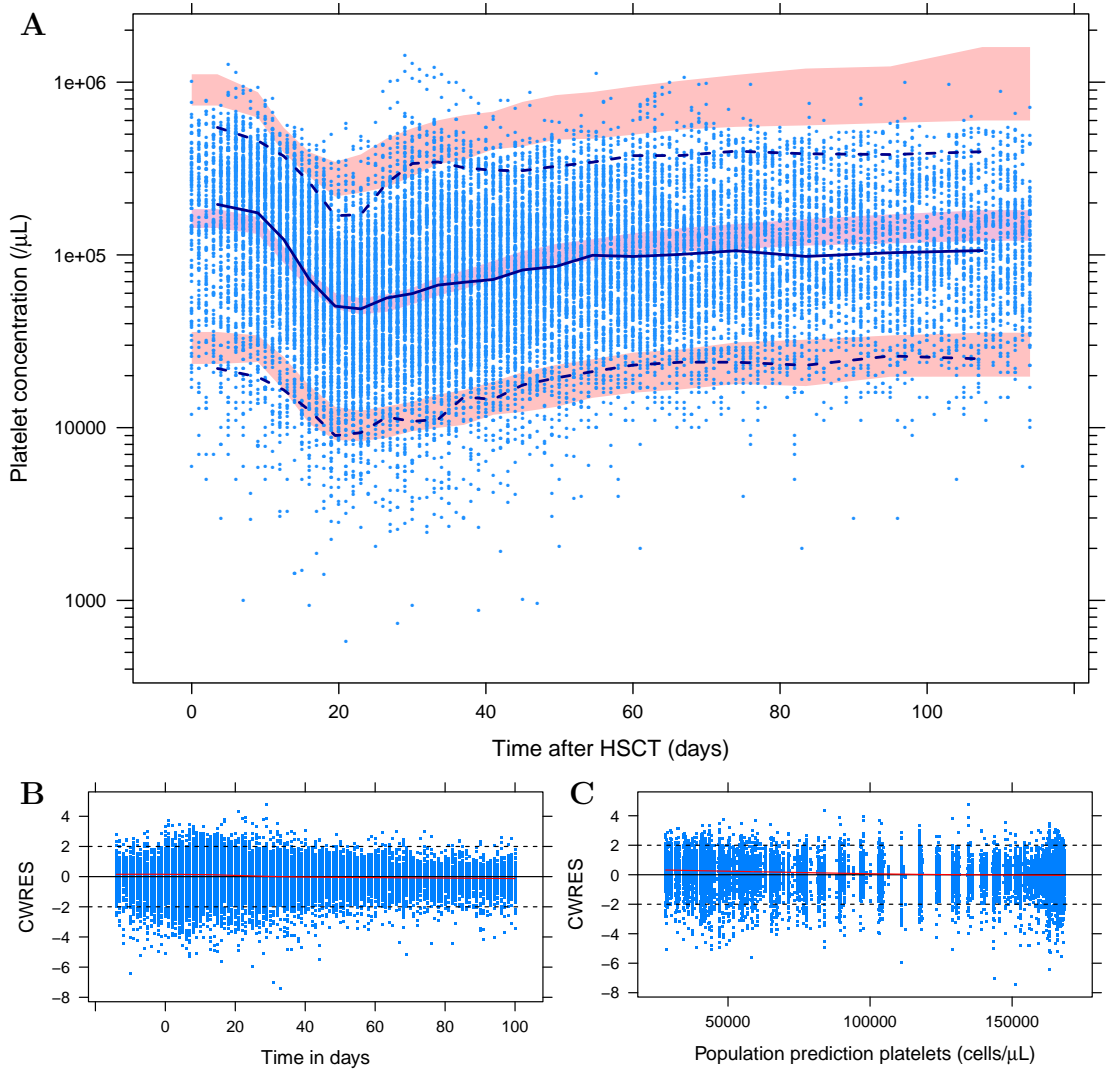 A
1e+06
1e+05
10000
1000
Platelet concentration (/μL)
0 20 40 60 80 100
Time after HSCT (days)
B
4
2
0
−2
−4
−6
−8
CWRES
0 20 40 60 80 100
Time in days
C
4
2
0
−2
−4
−6
−8
CWRES
50000 100000 150000
Population prediction platelets (cells/μL)